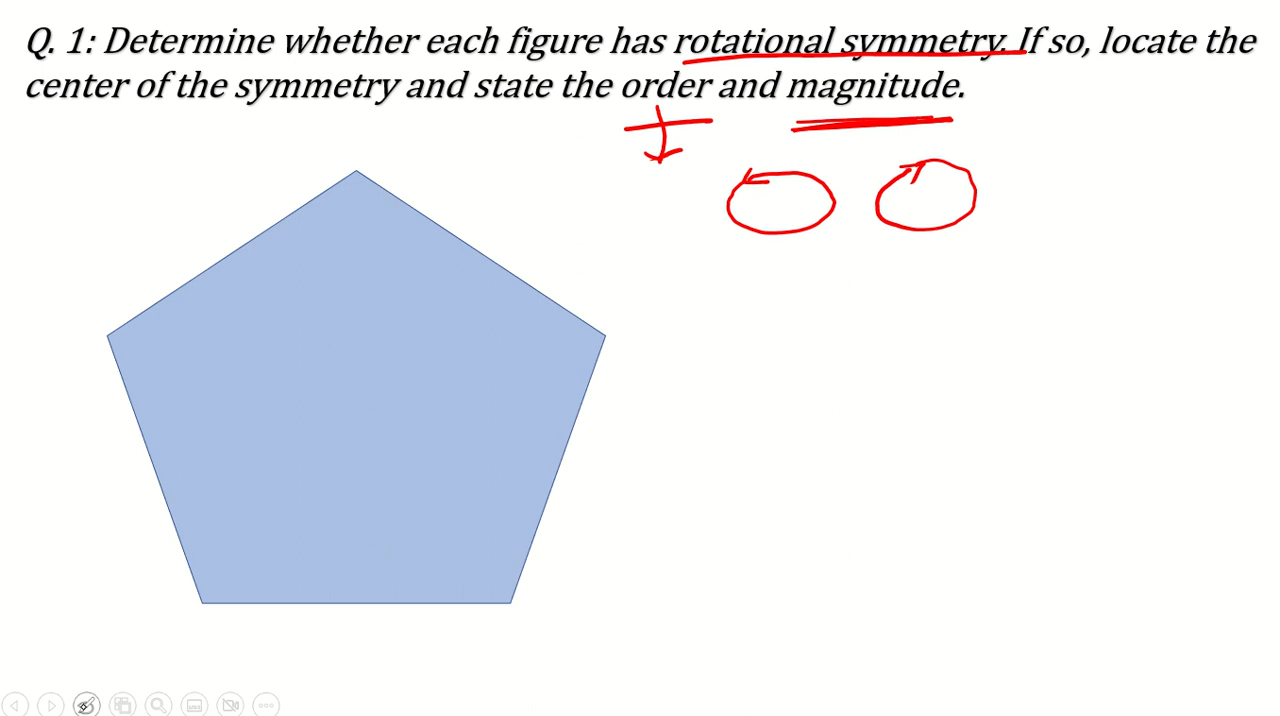 Q. 1: Determine whether each figure has rotational symmetry. If so, locate the
center of the symmetry and state the order and magnitude.